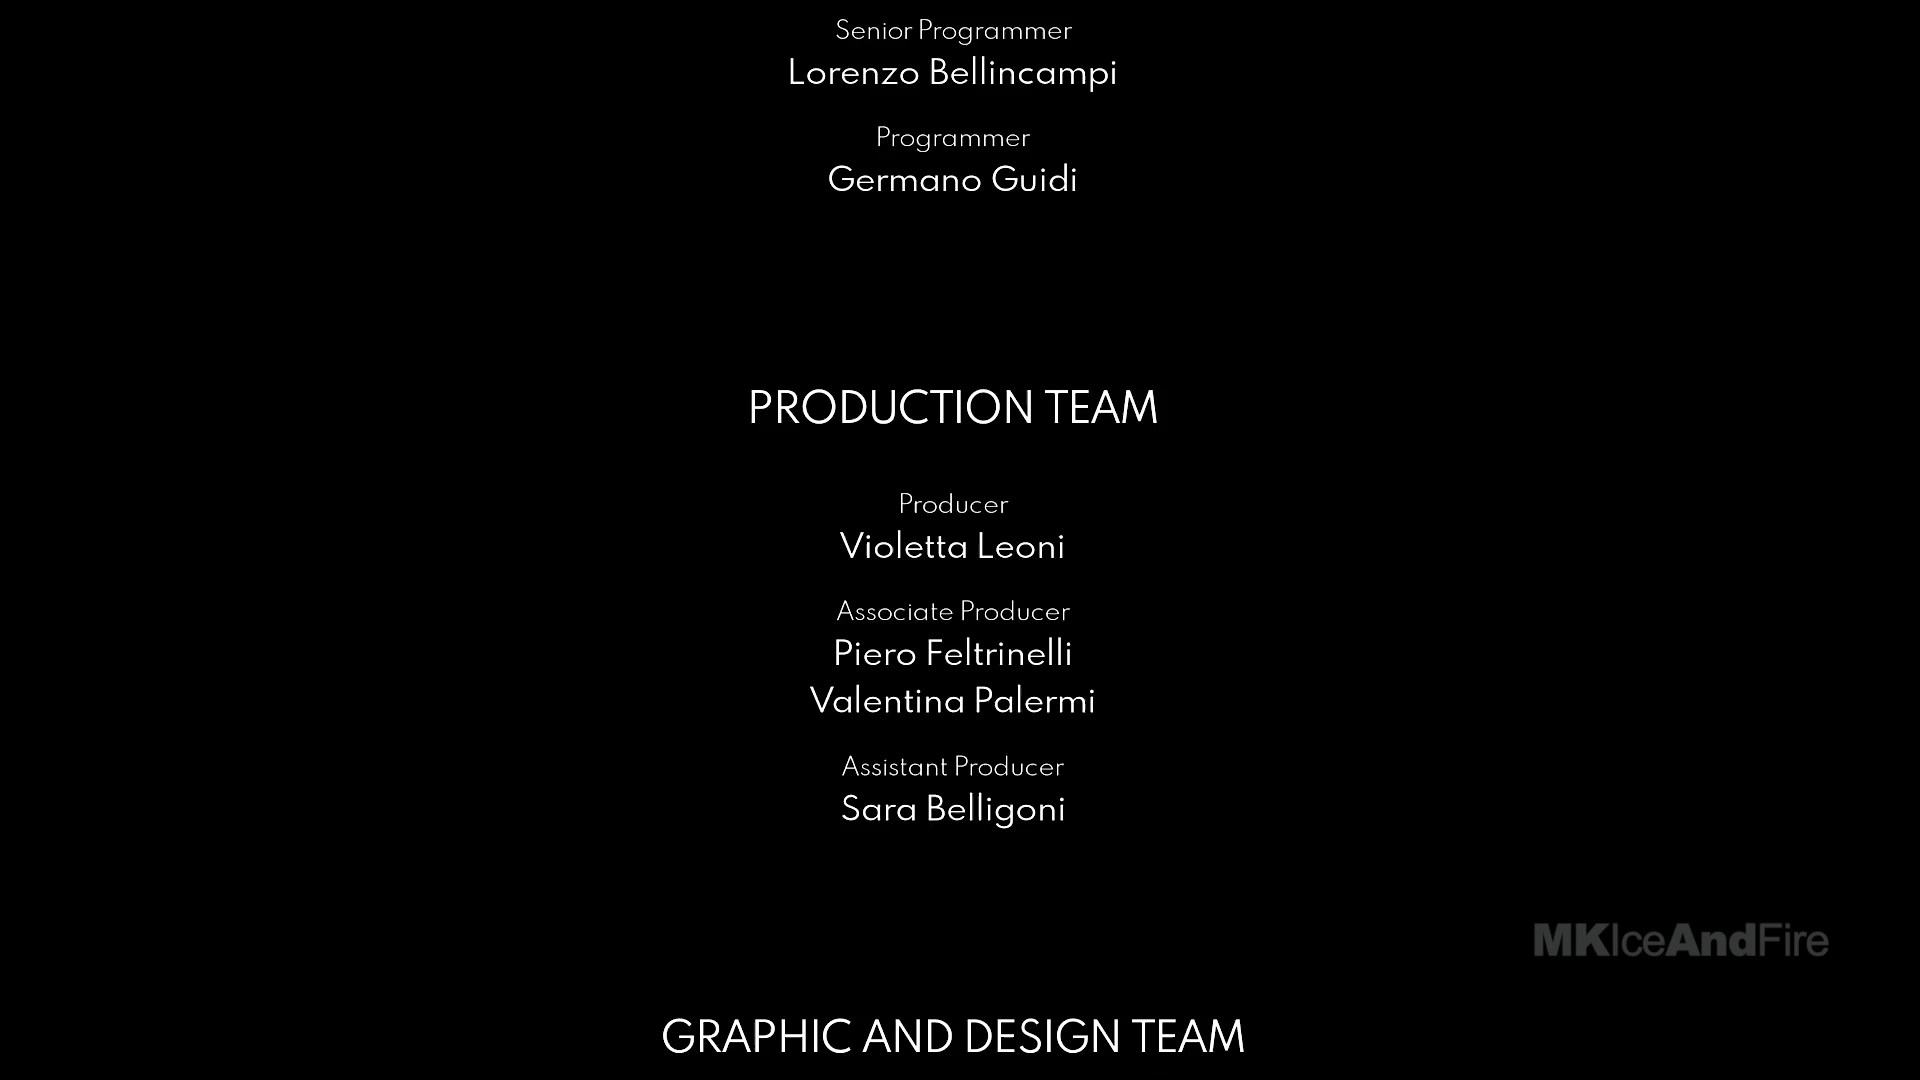 Senior Programmer
Lorenzo Bellincampi
Programmer
Germano Guidi
PRODUCTION TEAM
Producer
Violetta Leoni
Associate Producer
Piero Feltrinelli
Valentina Palermi
Assistant Producer
Sara Belligoni
MKIceAndFire
GRAPHIC AND DESIGN TEAM